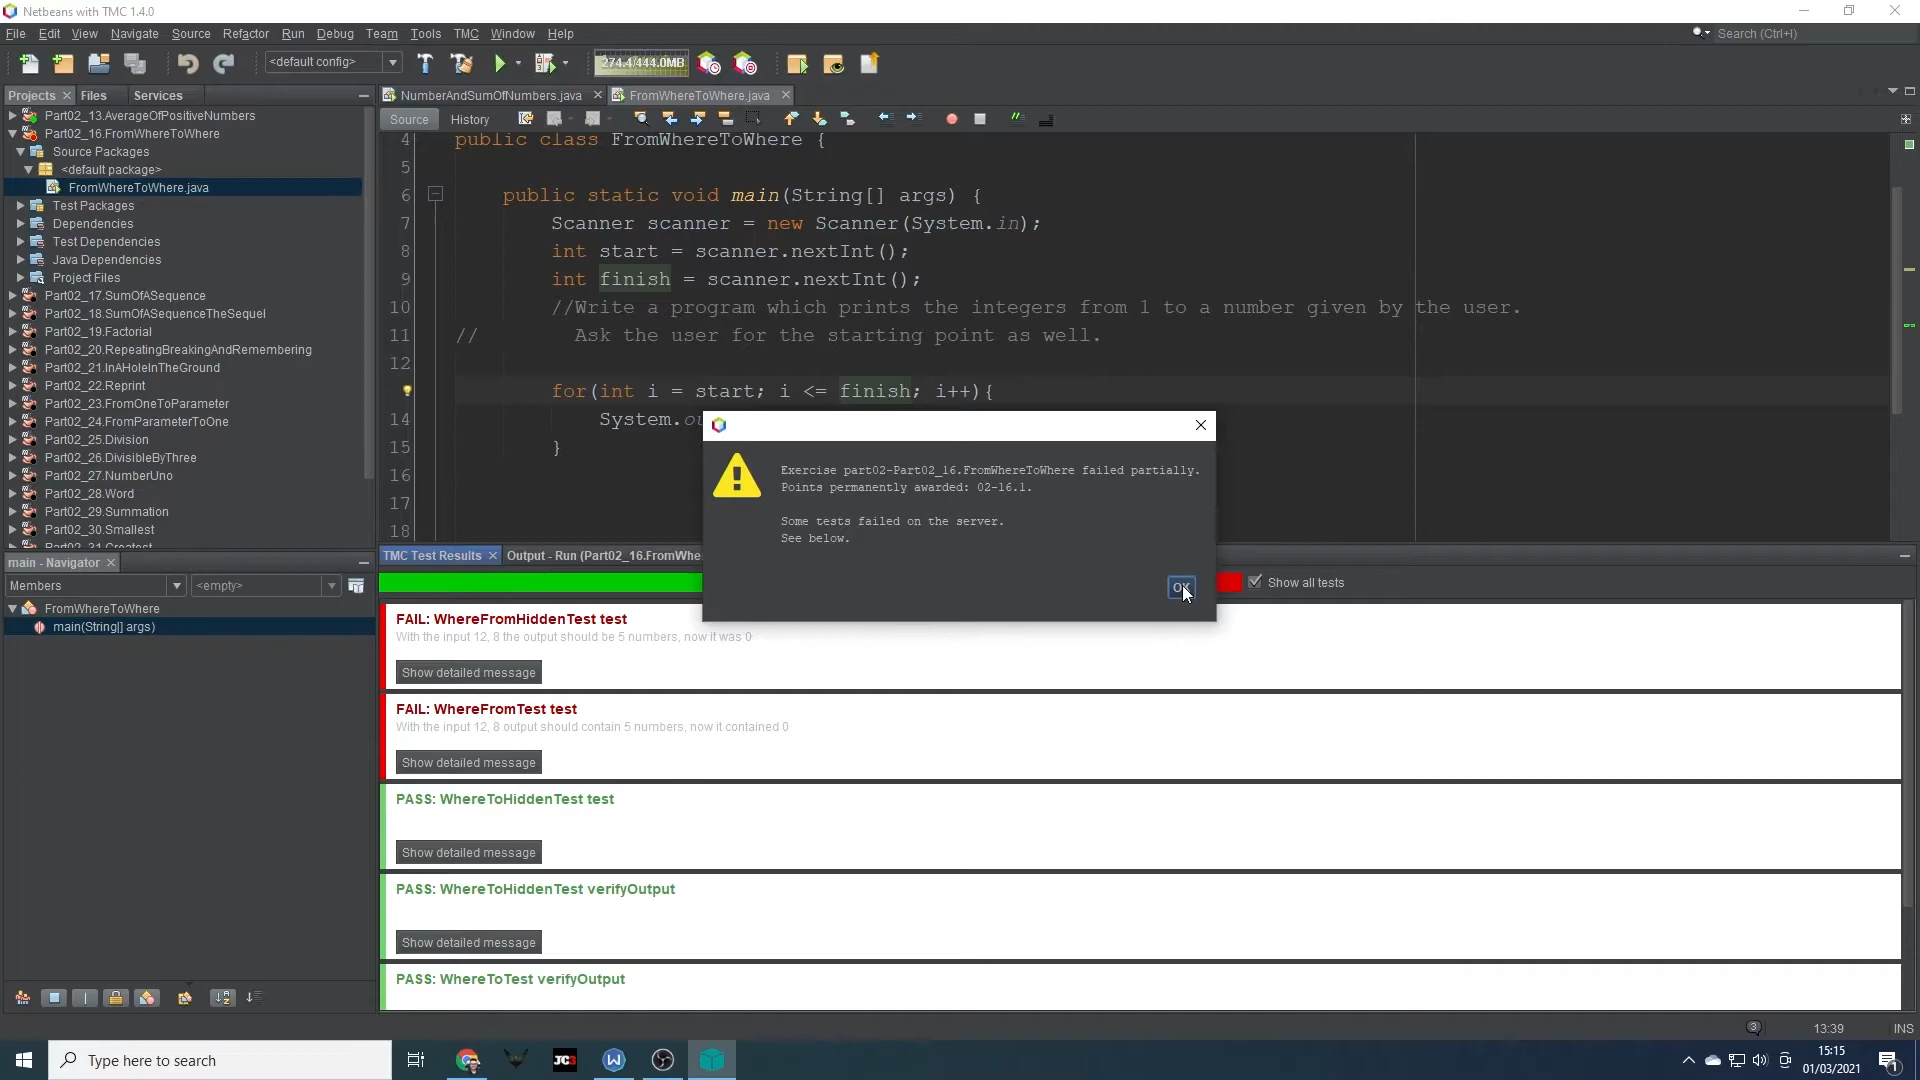 Netbeans with TMC 1.4.0
File Edit View Navigate Source Refactor Run Debug Team Tools TMC Window Help
Search (Ctrl+I)
<default config>
274.4/444.0MB
Projects Files Services
NumberAndSumOfNumbers.java FromWhereToWhere.java
Source History
Part02_13.AverageOfPositiveNumbers
Part02_16.FromWhereToWhere
Source Packages
<default package>
FromWhereToWhere.java
Test Packages
Dependencies
Test Dependencies
Java Dependencies
Project Files
Part02_17.SumOfASequence
Part02_18.SumOfASequenceTheSequel
Part02_19.Factorial
Part02_20.RepeatingBreakingAndRemembering
Part02_21.InAHoleInTheGround
Part02_22.Reprint
Part02_23.FromOneToParameter
Part02_24.FromParameterToOne
Part02_25.Division
Part02_26.DivisibleByThree
Part02_27.NumberUno
Part02_28.Word
Part02_29.Summation
Part02_30.Smallest
Part02_31.Greatest
4 public class FromWhereToWhere {
5
6 public static void main(String[] args) {
7 Scanner scanner = new Scanner(System.in);
8 int start = scanner.nextInt();
9 int finish = scanner.nextInt();
10 //Write a program which prints the integers from 1 to a number given by the user.
11 // Ask the user for the starting point as well.
12
for(int i = start; i <= finish; i++){
14 System.ou
15 }
16
17
18
Exercise part02-Part02_16.FromWhereToWhere failed partially.
Points permanently awarded: 02-16.1.
Some tests failed on the server.
See below.
OK
main - Navigator
Members <empty>
FromWhereToWhere
main(String[] args)
TMC Test Results Output - Run (Part02_16.FromWhe
Show all tests
FAIL: WhereFromHiddenTest test
With the input 12, 8 the output should be 5 numbers, now it was 0
Show detailed message
FAIL: WhereFromTest test
With the input 12, 8 output should contain 5 numbers, now it contained 0
Show detailed message
PASS: WhereToHiddenTest test
Show detailed message
PASS: WhereToHiddenTest verifyOutput
Show detailed message
PASS: WhereToTest verifyOutput
3 13:39 INS
Type here to search
JC3
W
15:15
01/03/2021
1